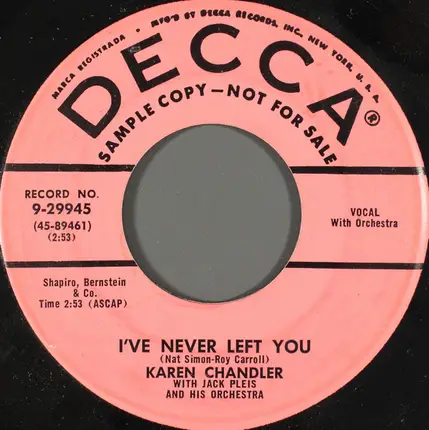 MARCA REGISTRADA • MFD BY DECCA RECORDS, INC. NEW YORK, U. S. A.
DECCA®
SAMPLE COPY—NOT FOR SALE
RECORD NO.
9-29945
(45-89461)
(2:53)
VOCAL
With Orchestra
Shapiro, Bernstein
& Co.
Time 2:53 (ASCAP)
I'VE NEVER LEFT YOU
(Nat Simon-Roy Carroll)
KAREN CHANDLER
WITH JACK PLEIS
AND HIS ORCHESTRA